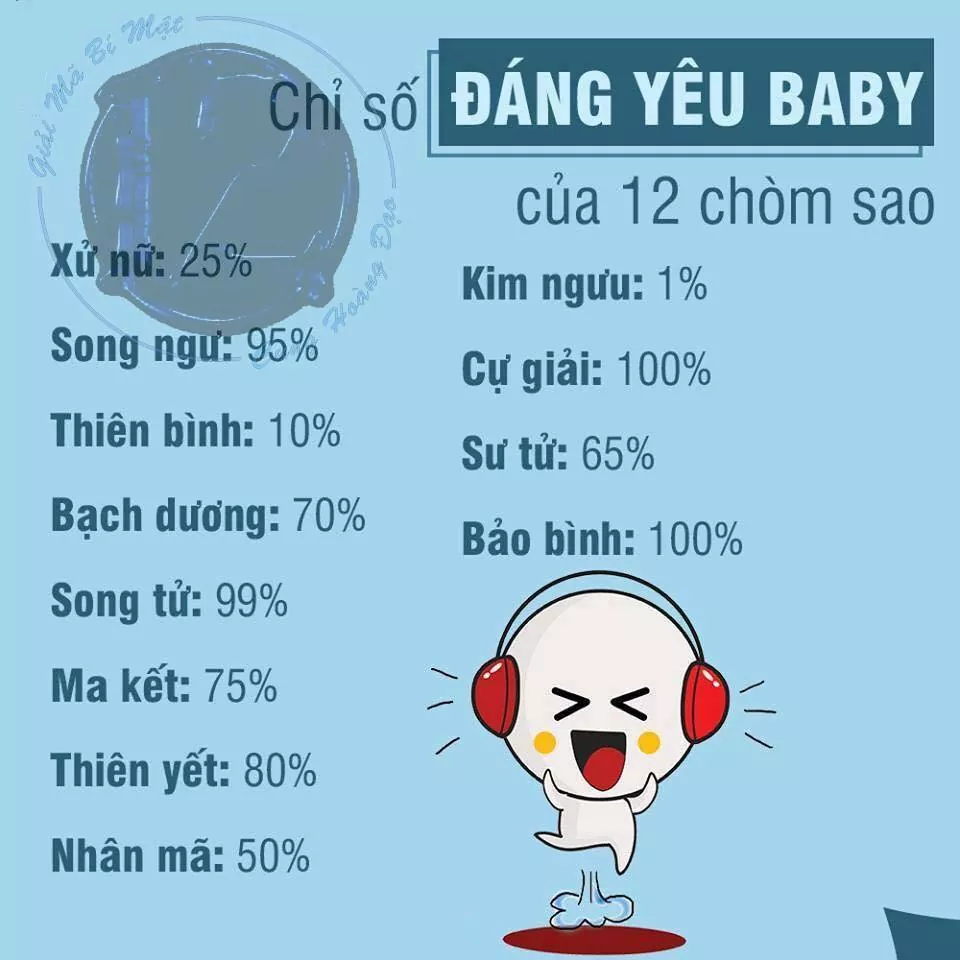 Giải Mã Bí Mật
Chỉ số ĐÁNG YÊU BABY
của 12 chòm sao
Xử nữ: 25%
Song ngư: 95%
Thiên bình: 10%
Bạch dương: 70%
Song tử: 99%
Ma kết: 75%
Thiên yết: 80%
Nhân mã: 50%
Kim ngưu: 1%
Cự giải: 100%
Sư tử: 65%
Bảo bình: 100%
Hoàng Đạo